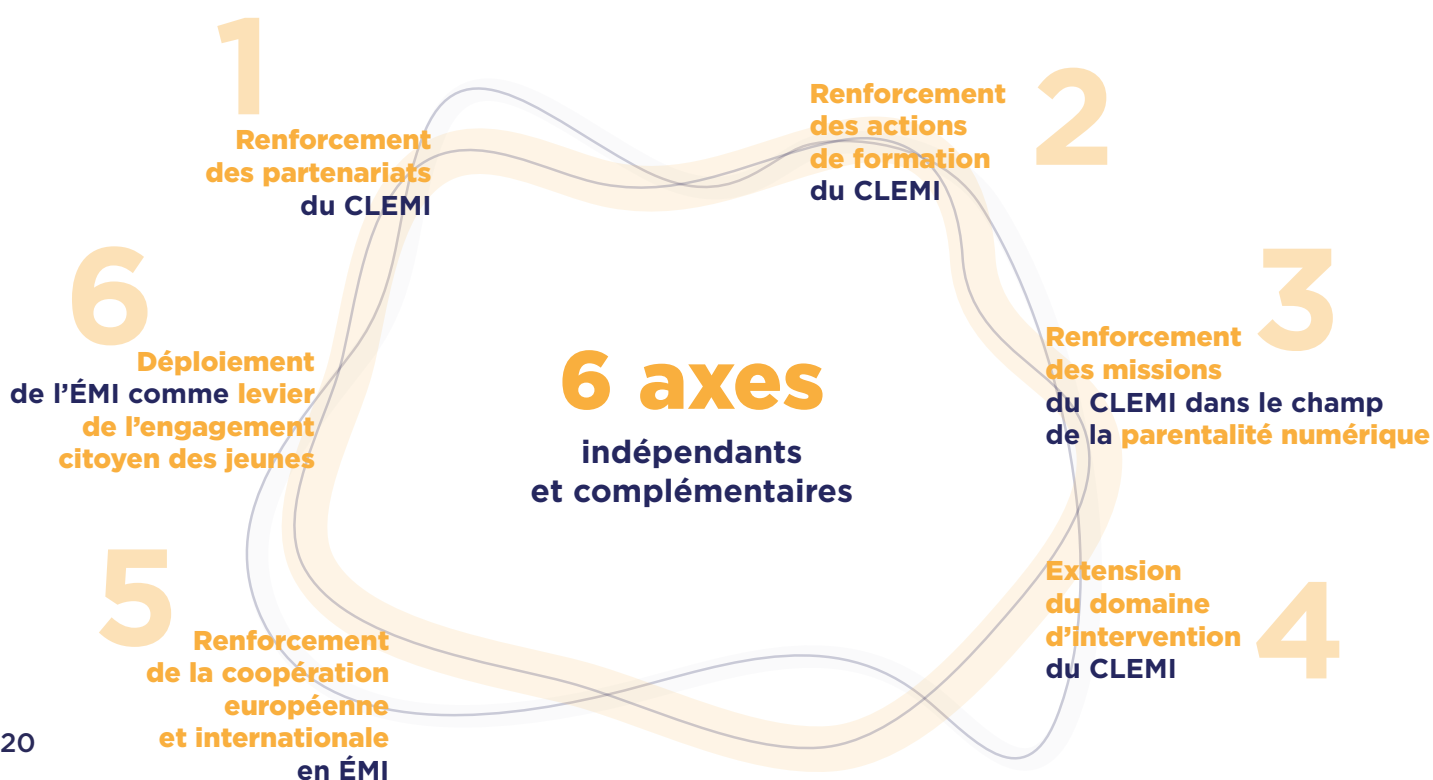 1
Renforcement
des partenariats
du CLEMI
2
Renforcement
des actions
de formation
du CLEMI
3
Renforcement
des missions
du CLEMI dans le champ
de la parentalité numérique
4
Extension
du domaine
d'intervention
du CLEMI
5
Renforcement
de la coopération
européenne
et internationale
en ÉMI
6
Déploiement
de l'ÉMI comme levier
de l'engagement
citoyen des jeunes
6 axes
indépendants
et complémentaires
20